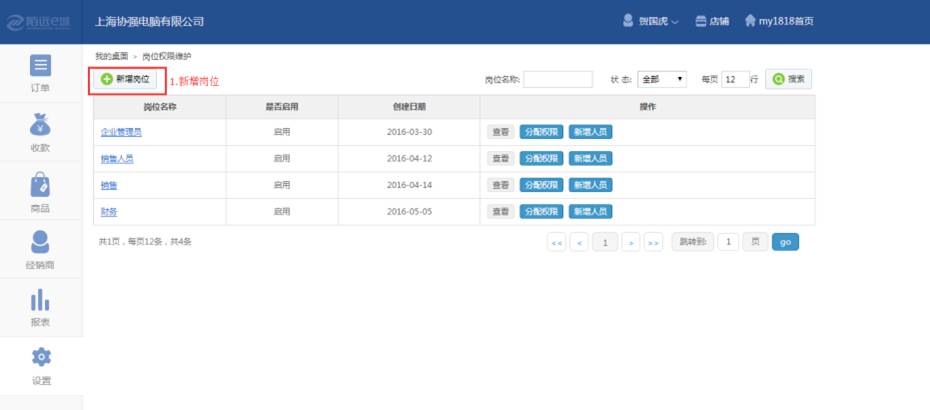 陌远e城 上海协强电脑有限公司 贺国虎 店铺 my1818首页
我的桌面 > 岗位权限维护
新增岗位 1.新增岗位 岗位名称: 状 态: 全部 每页 12 行 搜索
岗位名称 是否启用 创建日期 操作
企业管理员 启用 2016-03-30 查看 分配权限 新增人员
销售人员 启用 2016-04-12 查看 分配权限 新增人员
销售 启用 2016-04-14 查看 分配权限 新增人员
财务 启用 2016-05-05 查看 分配权限 新增人员
共1页，每页12条，共4条 << < 1 > >> 跳转到: 1 页 go
订单
收款
商品
经销商
报表
设置